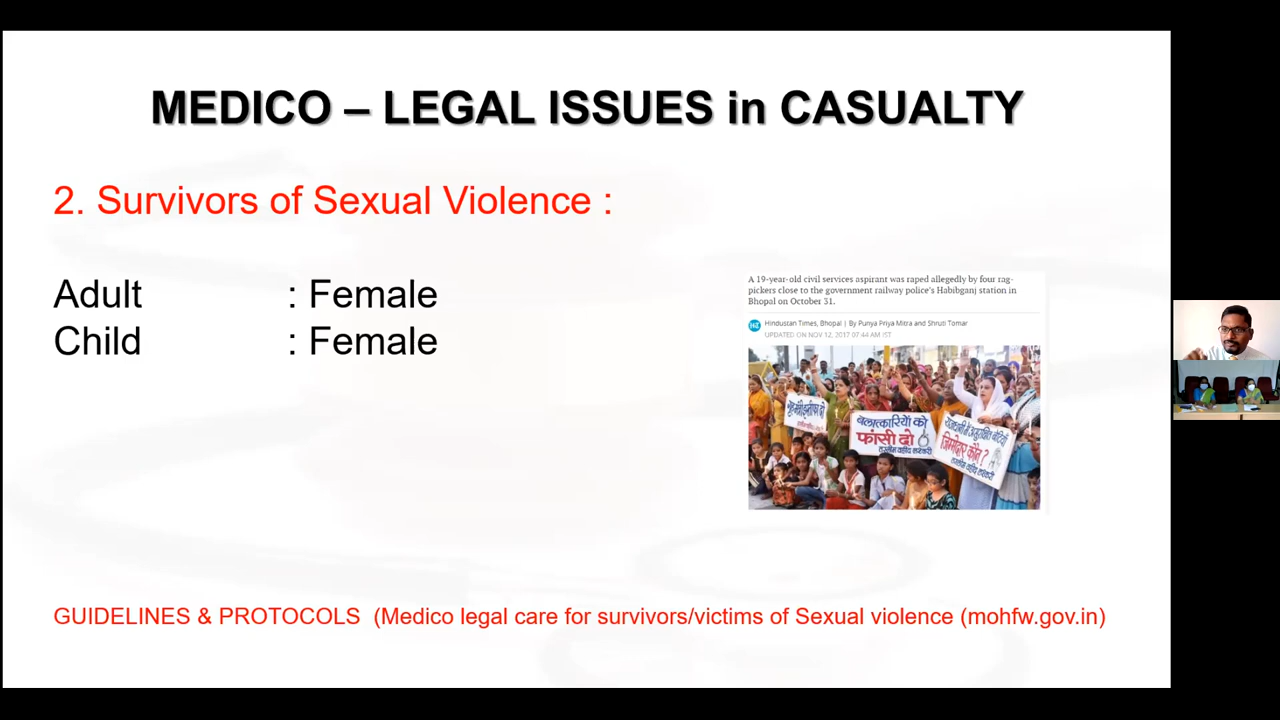 MEDICO – LEGAL ISSUES in CASUALTY
2. Survivors of Sexual Violence :
Adult : Female
Child : Female
A 19-year-old civil services aspirant was raped allegedly by four rag-
pickers close to the government railway police's Habibganj station in
Bhopal on October 31.
HT
Hindustan Times, Bhopal | By Punya Priya Mitra and Shruti Tomar
UPDATED ON NOV 12, 2017 07:44 AM IST
बलात्कारियों को
फांसी दो
जिम्मेदार कौन ?
GUIDELINES & PROTOCOLS (Medico legal care for survivors/victims of Sexual violence (mohfw.gov.in)